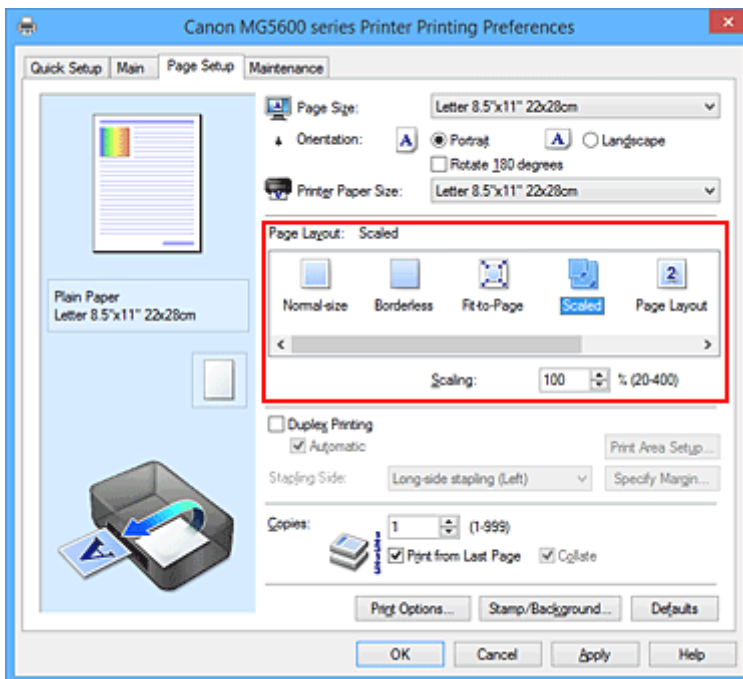 Canon MG5600 series Printer Printing Preferences
Quick Setup Main Page Setup Maintenance
Page Size: Letter 8.5"x11" 22x28cm
Orientation: A Portrait A Landscape
Rotate 180 degrees
Printer Paper Size: Letter 8.5"x11" 22x28cm
Page Layout: Scaled
Normal-size Borderless Fit-to-Page Scaled Page Layout
Scaling: 100 % (20-400)
Plain Paper
Letter 8.5"x11" 22x28cm
Duplex Printing
Automatic Print Area Setup...
Stapling Side: Long-side stapling (Left) Specify Margin...
Copies: 1 (1-999)
Print from Last Page Collate
Print Options... Stamp/Background... Defaults
OK Cancel Apply Help